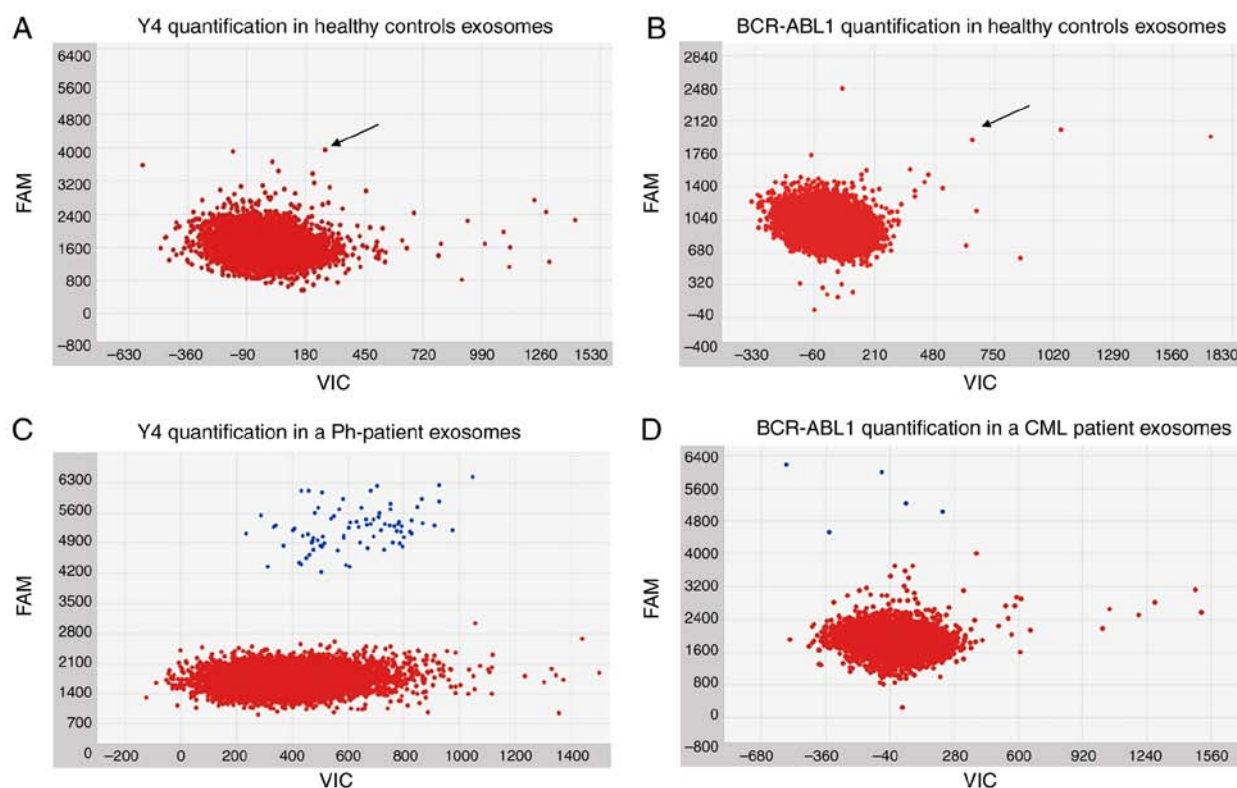 A
Y4 quantification in healthy controls exosomes
FAM
6400
5600
4800
4000
3200
2400
1600
800
0
−800
−630 −360 −90 180 450 720 990 1260 1530
VIC
B
BCR-ABL1 quantification in healthy controls exosomes
FAM
2840
2480
2120
1760
1400
1040
680
320
−40
−400
−330 −60 210 480 750 1020 1290 1560 1830
VIC
C
Y4 quantification in a Ph-patient exosomes
FAM
6300
5600
4900
4200
3500
2800
2100
1400
700
0
−200 0 200 400 600 800 1000 1200 1400
VIC
D
BCR-ABL1 quantification in a CML patient exosomes
FAM
6400
5600
4800
4000
3200
2400
1600
800
0
−800
−680 −360 −40 280 600 920 1240 1560
VIC